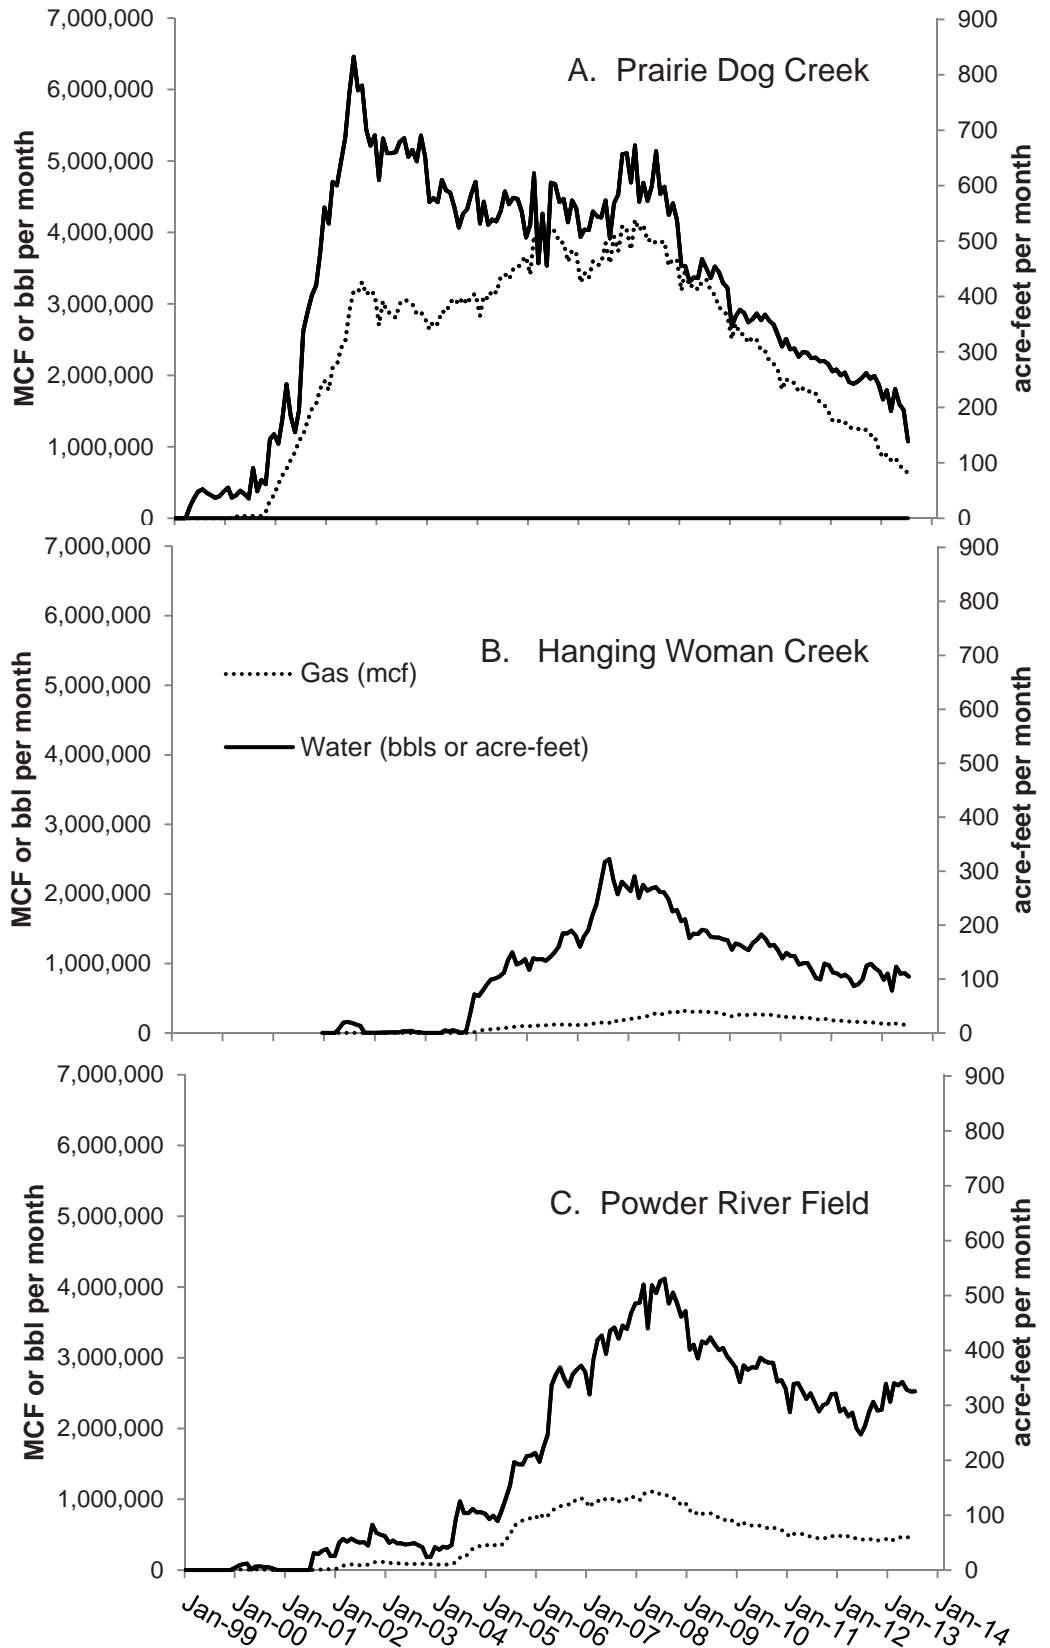 A. Prairie Dog Creek
MCF or bbl per month
7,000,000
6,000,000
5,000,000
4,000,000
3,000,000
2,000,000
1,000,000
0
900
800
700
600
500
400
300
200
100
0
acre-feet per month
B. Hanging Woman Creek
MCF or bbl per month
7,000,000
6,000,000
5,000,000
4,000,000
3,000,000
2,000,000
1,000,000
0
Gas (mcf)
Water (bbls or acre-feet)
900
800
700
600
500
400
300
200
100
0
acre-feet per month
C. Powder River Field
MCF or bbl per month
7,000,000
6,000,000
5,000,000
4,000,000
3,000,000
2,000,000
1,000,000
0
900
800
700
600
500
400
300
200
100
0
acre-feet per month
Jan-99
Jan-00
Jan-01
Jan-02
Jan-03
Jan-04
Jan-05
Jan-06
Jan-07
Jan-08
Jan-09
Jan-10
Jan-11
Jan-12
Jan-13
Jan-14